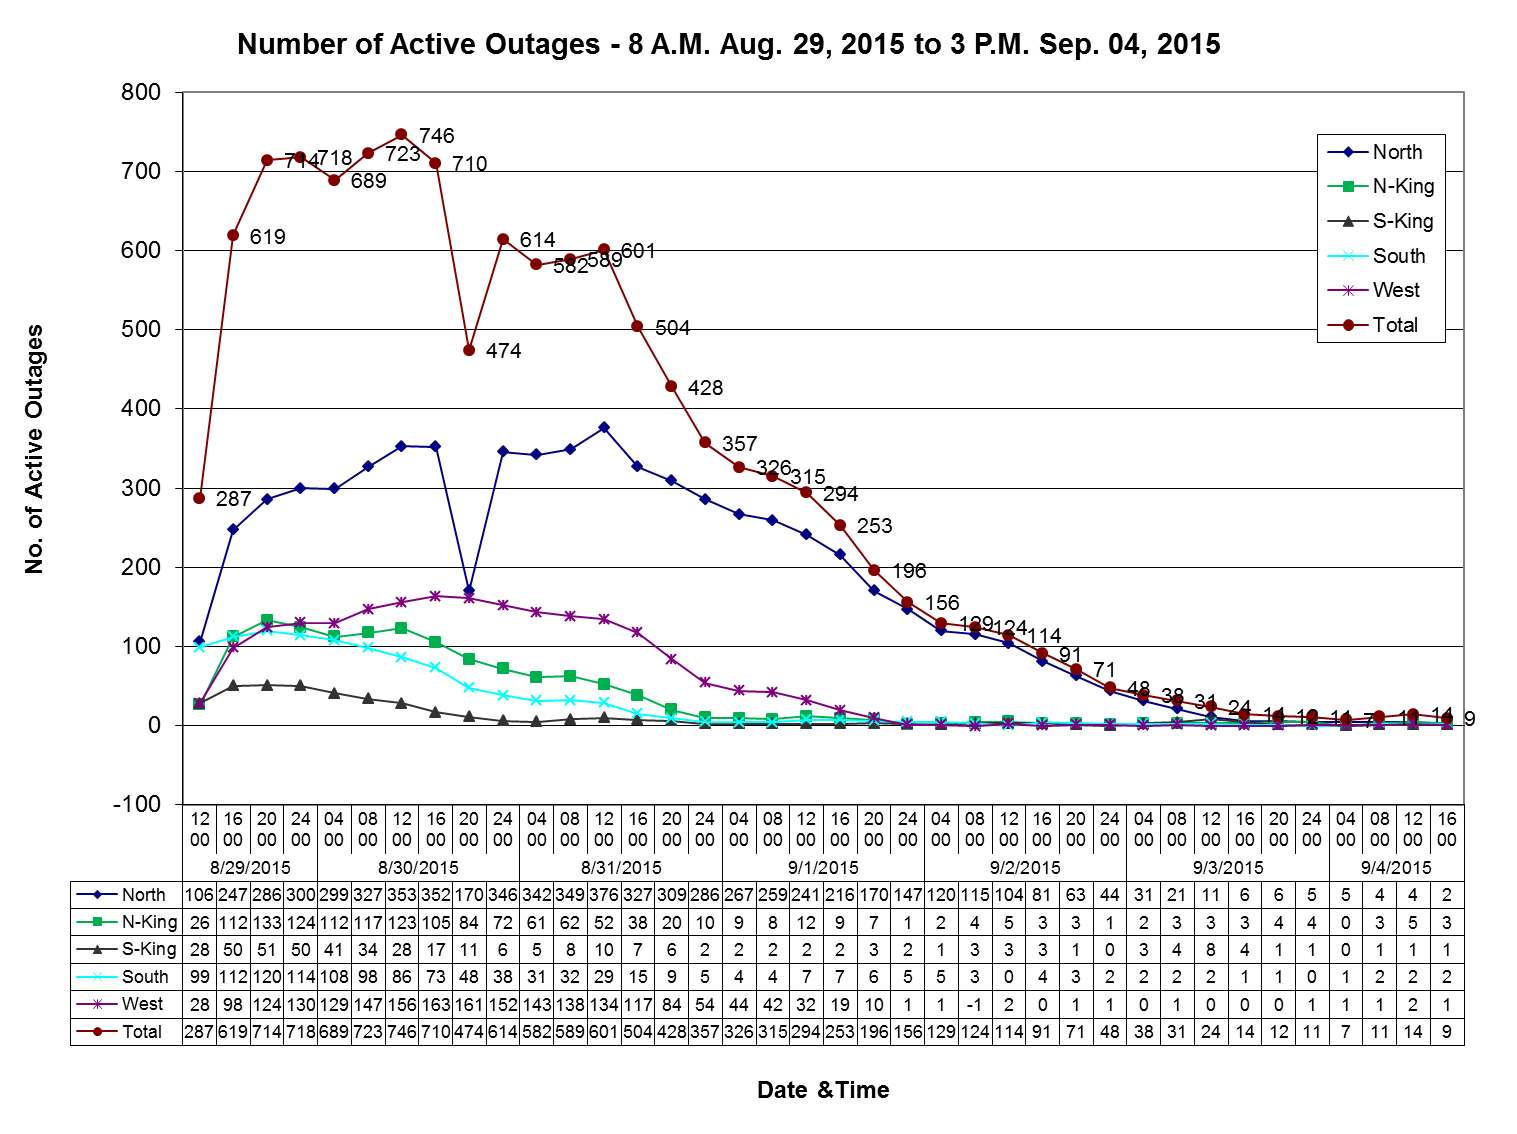 Number of Active Outages - 8 A.M. Aug. 29, 2015 to 3 P.M. Sep. 04, 2015
No. of Active Outages
800
700
600
500
400
300
200
100
0
-100
287
619
714
718
689
723
746
710
474
614
582
589
601
504
428
357
326
315
294
253
196
156
129
124
114
91
71
48
38
31
24
14
12
11
7
11
14
9
North
N-King
S-King
South
West
Total
12 16 20 24 04 08 12 16 20 24 04 08 12 16 20 24 04 08 12 16 20 24 04 08 12 16 20 24 04 08 12 16 20 24 04 08 12 16
00 00 00 00 00 00 00 00 00 00 00 00 00 00 00 00 00 00 00 00 00 00 00 00 00 00 00 00 00 00 00 00 00 00 00 00 00 00
8/29/2015 8/30/2015 8/31/2015 9/1/2015 9/2/2015 9/3/2015 9/4/2015
North 106 247 286 300 299 327 353 352 170 346 342 349 376 327 309 286 267 259 241 216 170 147 120 115 104 81 63 44 31 21 11 6 6 5 5 4 4 2
N-King 26 112 133 124 112 117 123 105 84 72 61 62 52 38 20 10 9 8 12 9 7 1 2 4 5 3 3 1 2 3 3 3 4 4 0 3 5 3
S-King 28 50 51 50 41 34 28 17 11 6 5 8 10 7 6 2 2 2 2 2 3 2 1 3 3 3 1 0 3 4 8 4 1 1 0 1 1 1
South 99 112 120 114 108 98 86 73 48 38 31 32 29 15 9 5 4 4 7 7 6 5 5 3 0 4 3 2 2 2 2 1 1 0 1 2 2 2
West 28 98 124 130 129 147 156 163 161 152 143 138 134 117 84 54 44 42 32 19 10 1 1 -1 2 0 1 1 0 1 0 0 0 1 1 1 2 1
Total 287 619 714 718 689 723 746 710 474 614 582 589 601 504 428 357 326 315 294 253 196 156 129 124 114 91 71 48 38 31 24 14 12 11 7 11 14 9
Date &Time